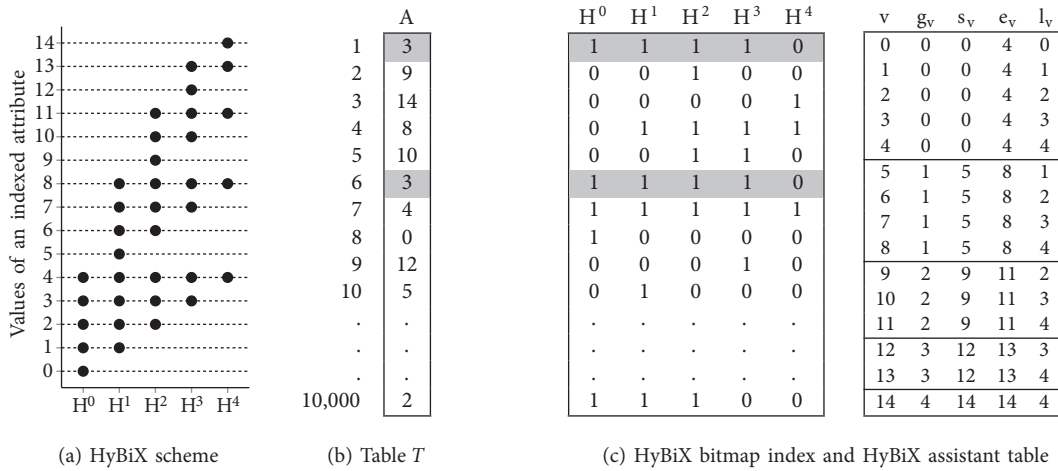 Values of an indexed attribute
14
13
12
11
10
9
8
7
6
5
4
3
2
1
0
H⁰ H¹ H² H³ H⁴
(a) HyBiX scheme
A
1 3
2 9
3 14
4 8
5 10
6 3
7 4
8 0
9 12
10 5
. .
. .
. .
10,000 2
(b) Table T
H⁰ H¹ H² H³ H⁴
1 1 1 1 0
0 0 1 0 0
0 0 0 0 1
0 1 1 1 1
0 0 1 1 0
1 1 1 1 0
1 1 1 1 1
1 0 0 0 0
0 0 0 1 0
0 1 0 0 0
. . . . .
. . . . .
. . . . .
1 1 1 0 0
v gᵥ sᵥ eᵥ lᵥ
0 0 0 4 0
1 0 0 4 1
2 0 0 4 2
3 0 0 4 3
4 0 0 4 4
5 1 5 8 1
6 1 5 8 2
7 1 5 8 3
8 1 5 8 4
9 2 9 11 2
10 2 9 11 3
11 2 9 11 4
12 3 12 13 3
13 3 12 13 4
14 4 14 14 4
(c) HyBiX bitmap index and HyBiX assistant table